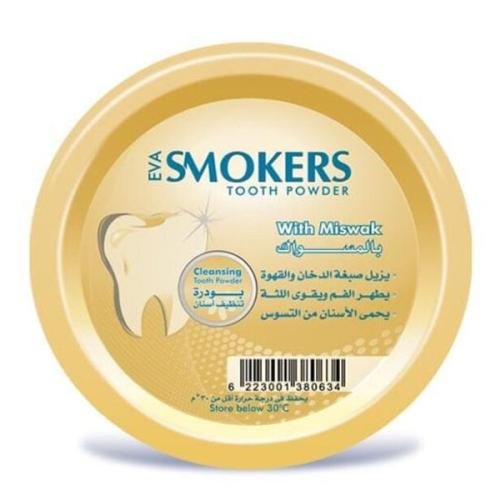 EVA SMOKERS
TOOTH POWDER
With Miswak
بالمسواك
Cleansing
Tooth Powder
بودرة
تنظيف أسنان
- يزيل صبغة الدخان والقهوة
- يطهر الفم ويقوى اللثة
- يحمى الأسنان من التسوس
6 223001 380634
يحفظ فى درجة حرارة أقل من ٣٠°م
Store below 30°C